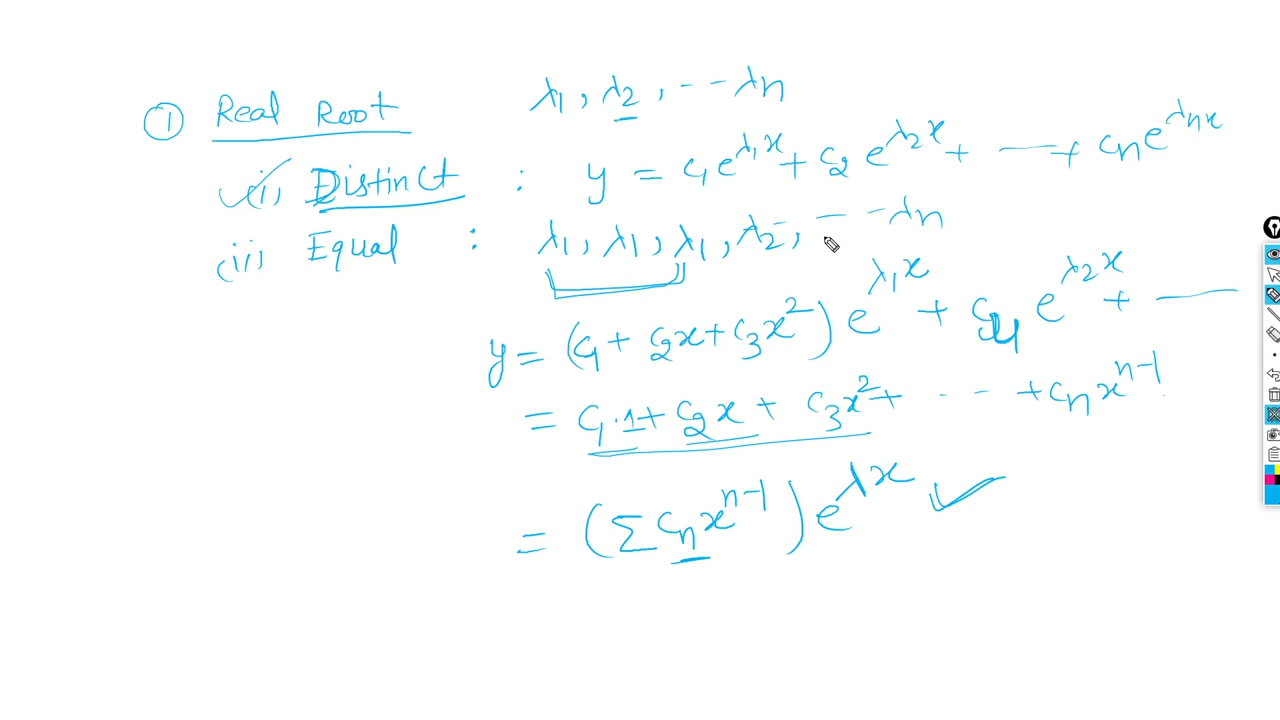 ① Real Root λ₁, λ₂, -- λn
(i) Distinct : y = c₁e^λ₁x + c₂e^λ₂x + — + cne^λnx
(ii) Equal : λ₁, λ₁, λ₁, λ₂, - - - λn
y = (c₁ + c₂x + c₃x²) e^λ₁x + c₄ e^λ₂x + —
= c₁·1 + c₂x + c₃x² + ---- + cnx^n-1
= (Σ cnx^n-1) e^λx ✓